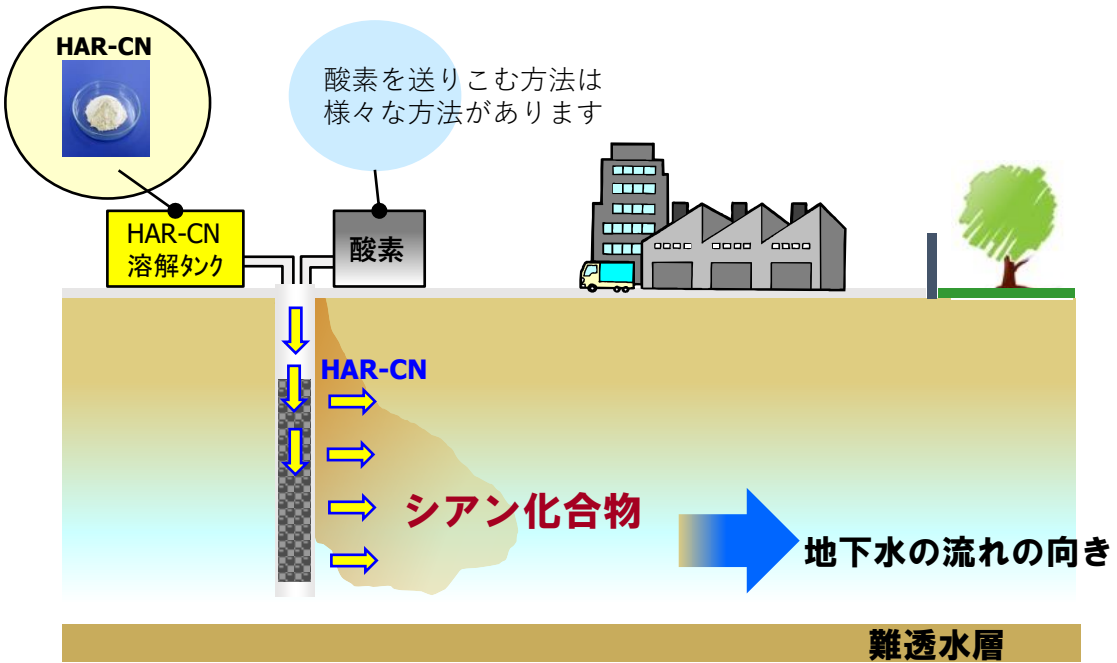 HAR-CN
酸素を送りこむ方法は
様々な方法があります
HAR-CN
溶解タンク
酸素
HAR-CN
シアン化合物
地下水の流れの向き
難透水層